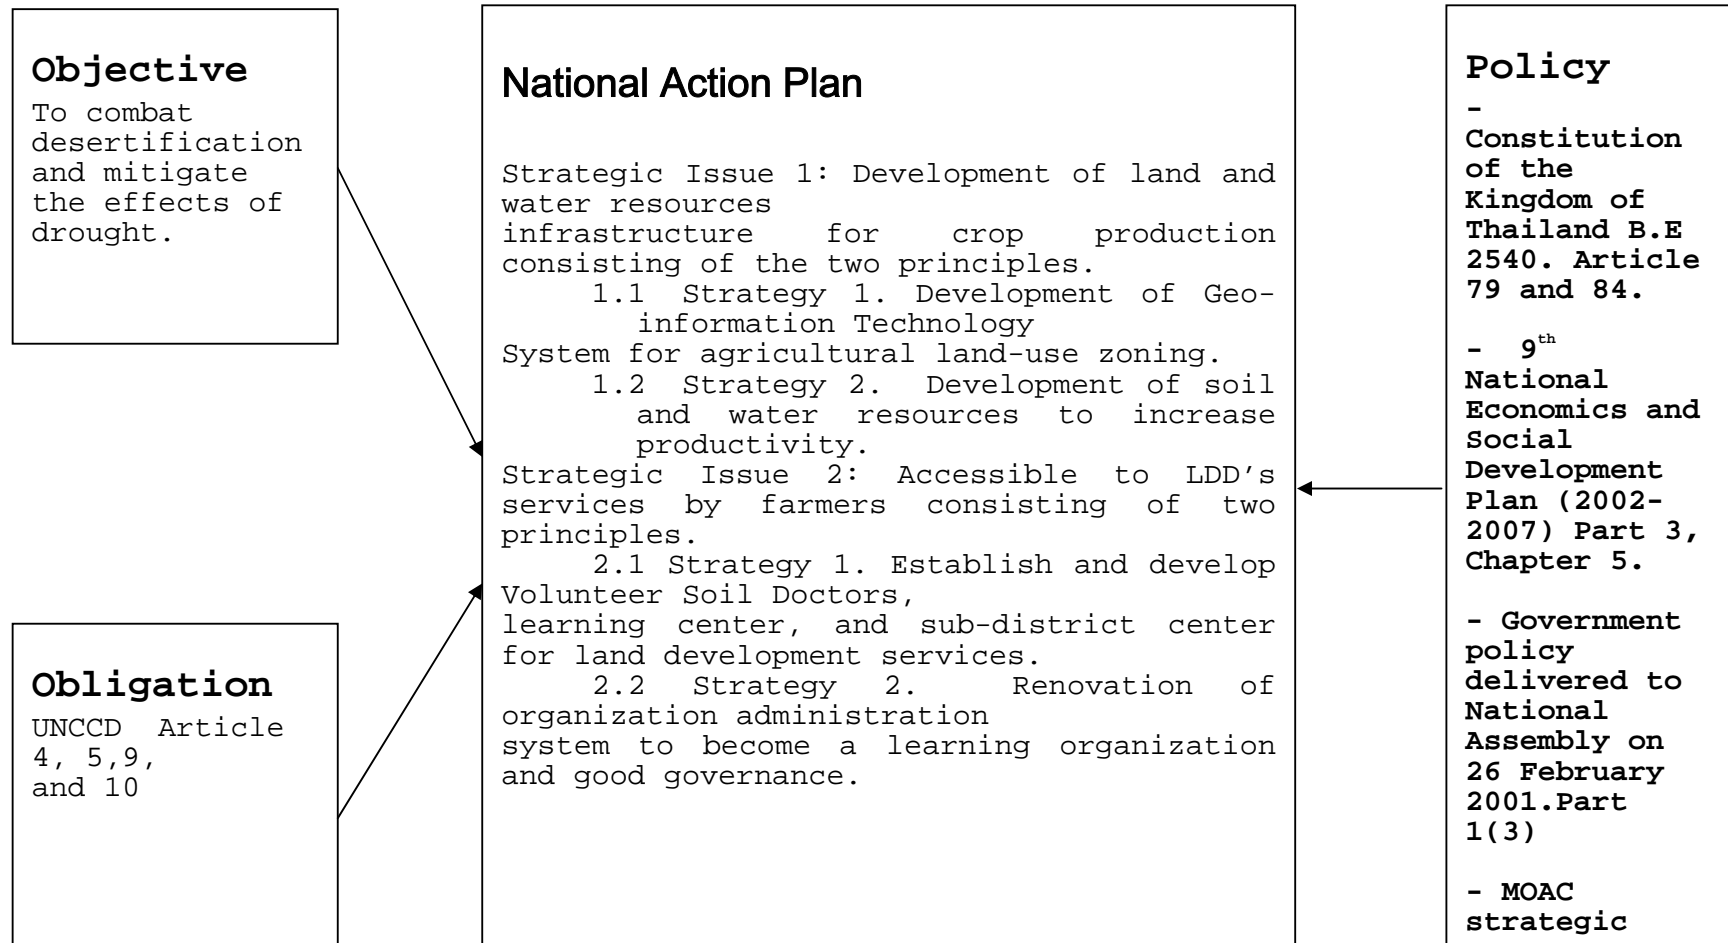 Objective
To combat
desertification
and mitigate
the effects of
drought.
Obligation
UNCCD Article
4, 5,9,
and 10
National Action Plan
Strategic Issue 1: Development of land and
water resources
infrastructure for crop production
consisting of the two principles.
1.1 Strategy 1. Development of Geo-
information Technology
System for agricultural land-use zoning.
1.2 Strategy 2. Development of soil
and water resources to increase
productivity.
Strategic Issue 2: Accessible to LDD’s
services by farmers consisting of two
principles.
2.1 Strategy 1. Establish and develop
Volunteer Soil Doctors,
learning center, and sub-district center
for land development services.
2.2 Strategy 2. Renovation of
organization administration
system to become a learning organization
and good governance.
Policy
-
Constitution
of the
Kingdom of
Thailand B.E
2540. Article
79 and 84.
- 9th
National
Economics and
Social
Development
Plan (2002-
2007) Part 3,
Chapter 5.
- Government
policy
delivered to
National
Assembly on
26 February
2001.Part
1(3)
- MOAC
strategic